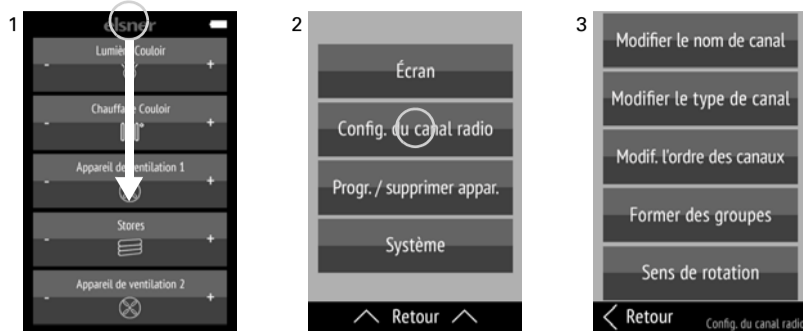 1
elsner
Lumière Couloir
- +
Chauffage Couloir
- +
Appareil de ventilation 1
- +
Stores
- +
Appareil de ventilation 2
- +
2
Écran
Config. du canal radio
Progr. / supprimer appar.
Système
Retour
3
Modifier le nom de canal
Modifier le type de canal
Modif. l'ordre des canaux
Former des groupes
Sens de rotation
Retour Config. du canal radio